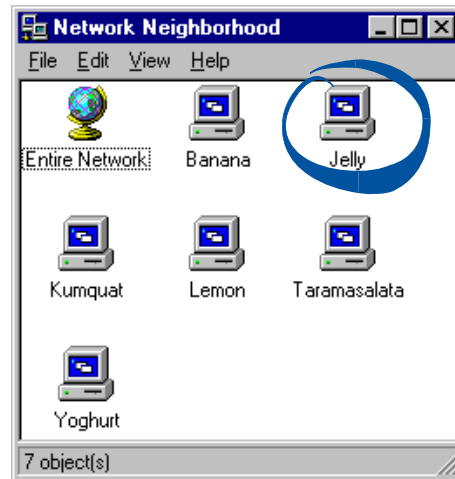 Network Neighborhood
File Edit View Help
Entire Network Banana Jelly
Kumquat Lemon Taramasalata
Yoghurt
7 object(s)